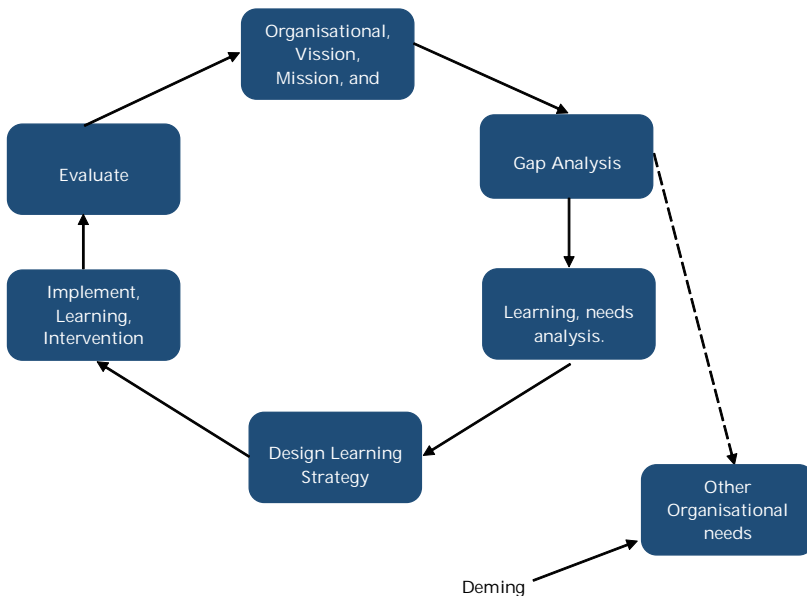 Organisational,
Vission,
Mission, and
Gap Analysis
Evaluate
Implement,
Learning,
Intervention
Learning, needs
analysis.
Design Learning
Strategy
Other
Organisational
needs
Deming